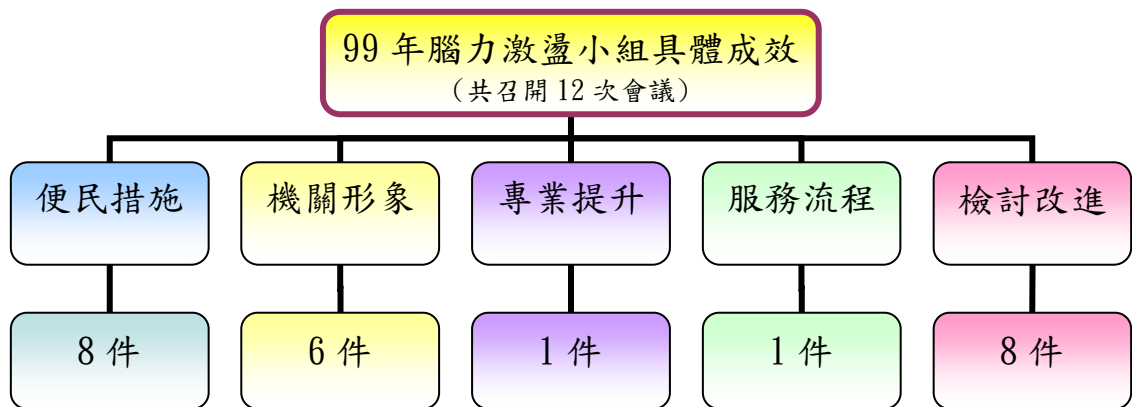 99 年腦力激盪小組具體成效
（共召開 12 次會議）
便民措施
機關形象
專業提升
服務流程
檢討改進
8 件
6 件
1 件
1 件
8 件